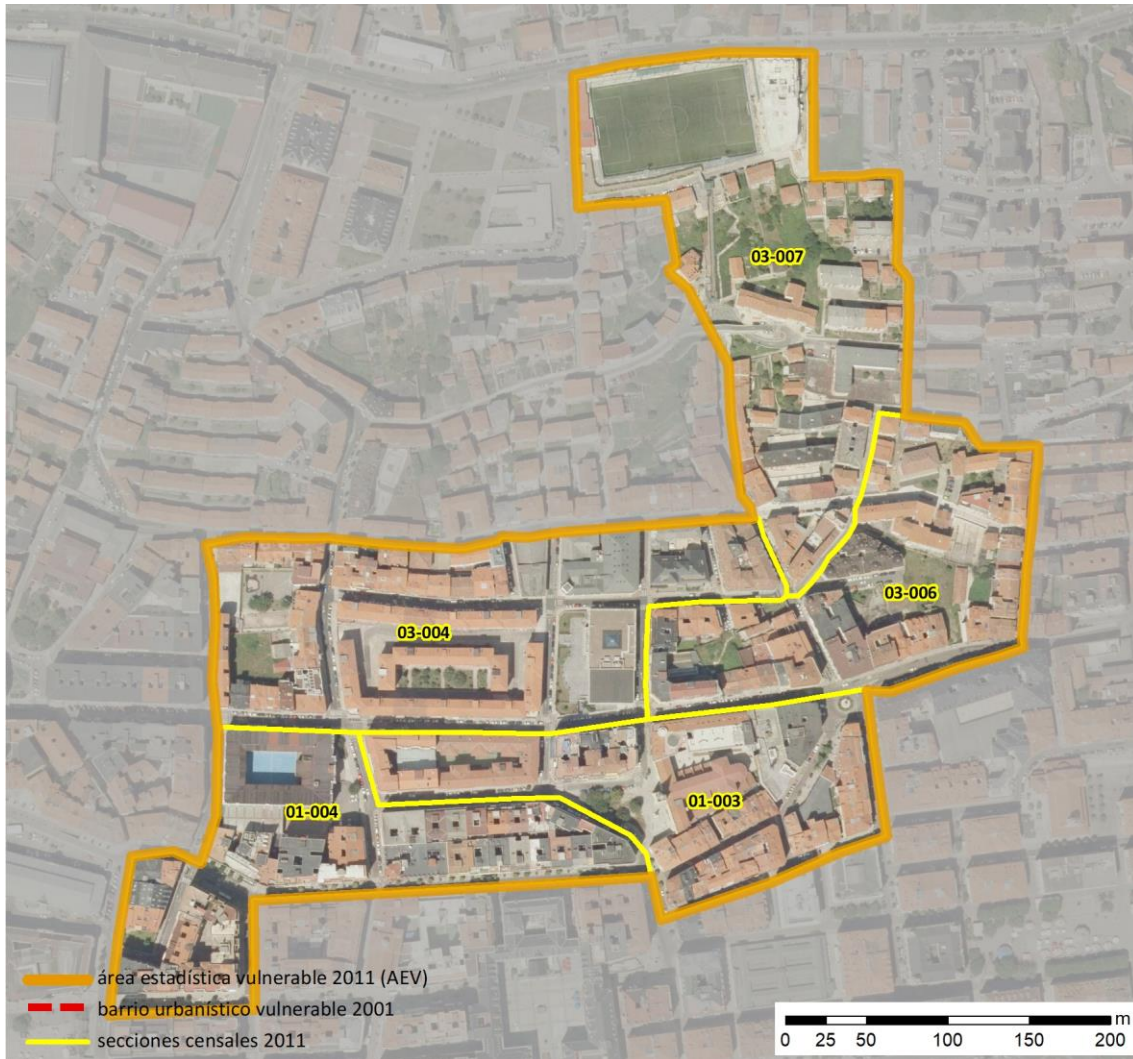 03-007
03-006
03-004
01-003
01-004
área estadística vulnerable 2011 (AEV)
barrio urbanístico vulnerable 2001
secciones censales 2011
m
0 25 50 100 150 200